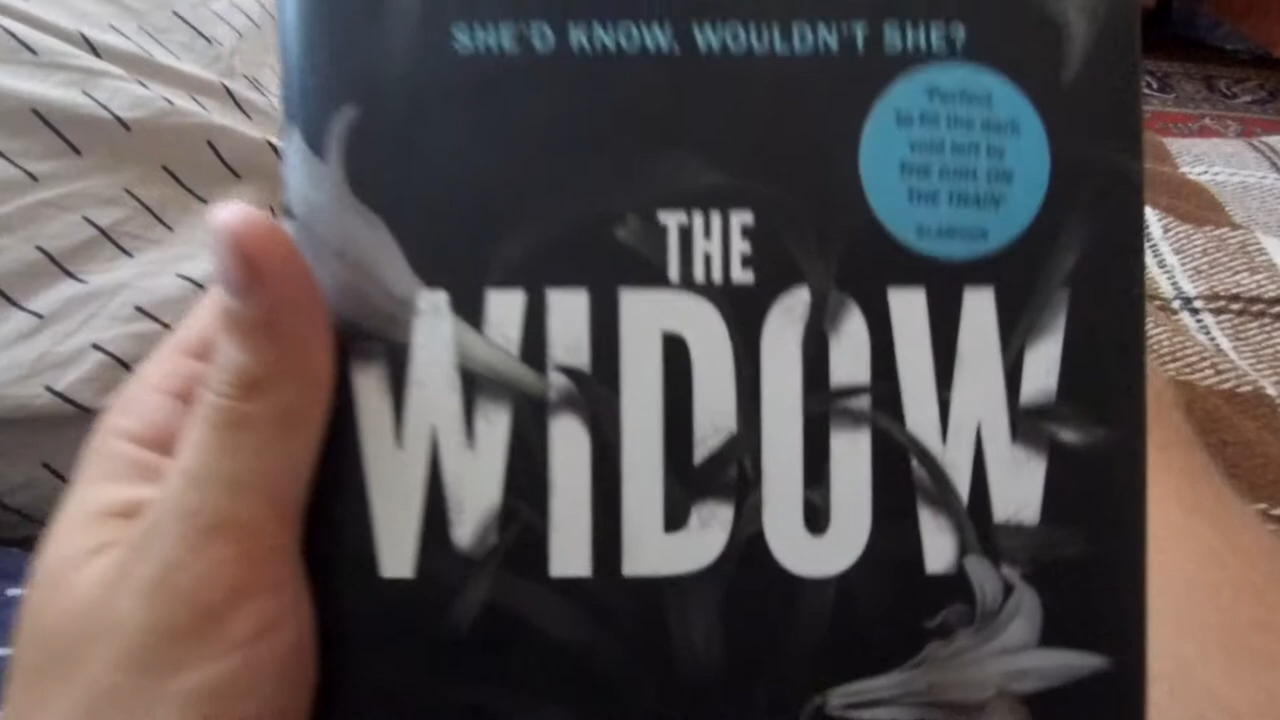 SHE'D KNOW, WOULDN'T SHE?
'Perfect
to fill the dark
void left by
THE GIRL ON
THE TRAIN'
GLAMOUR
THE
WIDOW